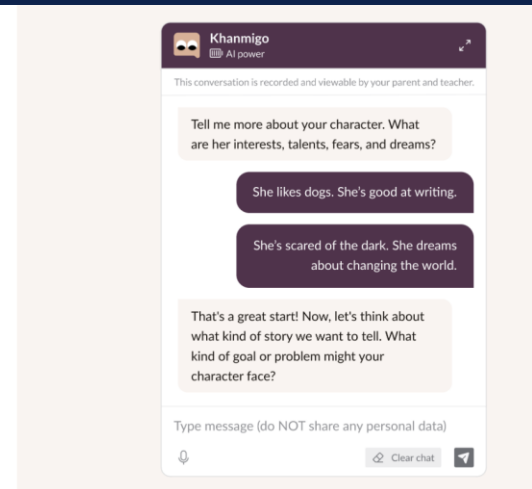 Khanmigo
AI power
This conversation is recorded and viewable by your parent and teacher.
Tell me more about your character. What
are her interests, talents, fears, and dreams?
She likes dogs. She's good at writing.
She's scared of the dark. She dreams
about changing the world.
That's a great start! Now, let's think about
what kind of story we want to tell. What
kind of goal or problem might your
character face?
Type message (do NOT share any personal data)
Clear chat